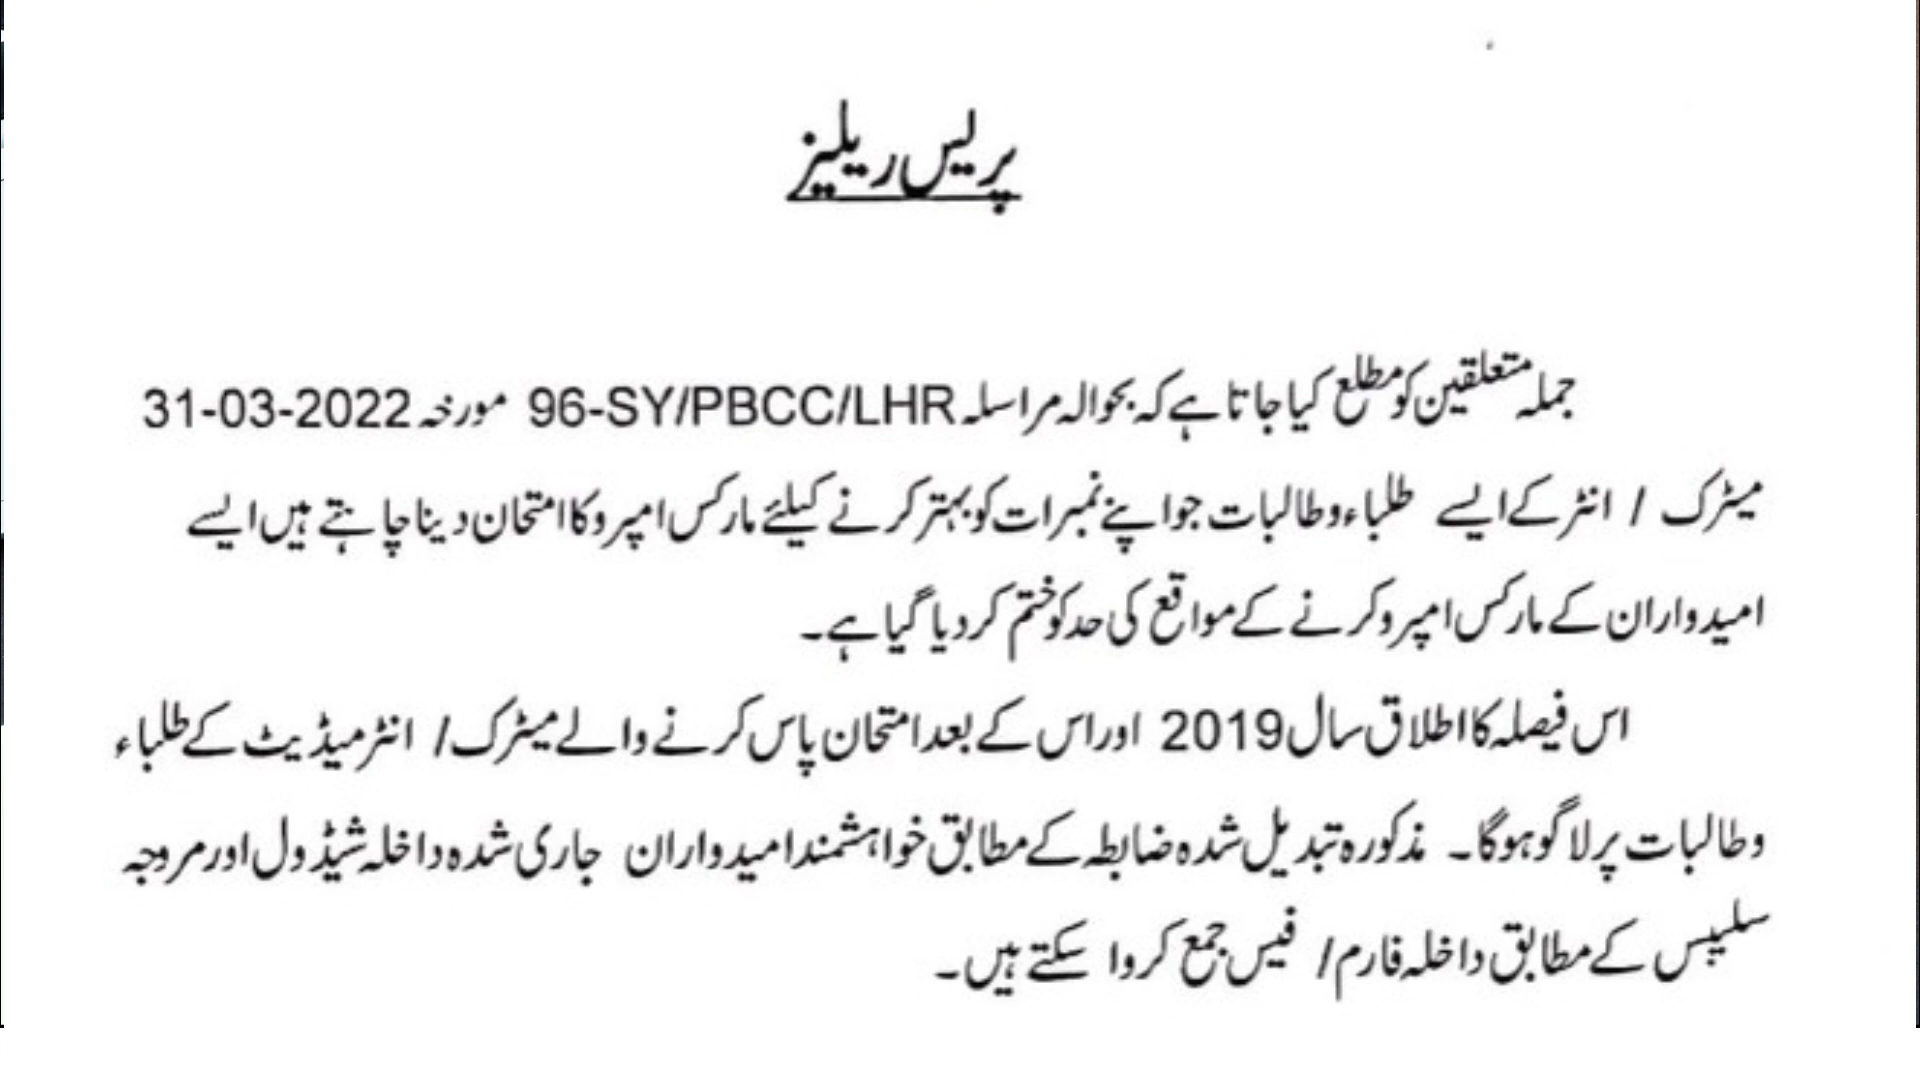 پریس ریلیز
جملہ متعلقین کو مطلع کیا جاتا ہے کہ بحوالہ مراسلہ 96-SY/PBCC/LHR مورخہ 31-03-2022
میٹرک / انٹر کے ایسے طلباء و طالبات جو اپنے نمبرات کو بہتر کرنے کیلئے مارکس امپرو کا امتحان دینا چاہتے ہیں ایسے
امیدواران کے مارکس امپرو کرنے کے مواقع کی حد کو ختم کر دیا گیا ہے۔
اس فیصلہ کا اطلاق سال 2019 اور اس کے بعد امتحان پاس کرنے والے میٹرک / انٹرمیڈیٹ کے طلباء
و طالبات پر لاگو ہوگا۔ مذکورہ تبدیل شدہ ضابطہ کے مطابق خواہشمند امیدواران جاری شدہ داخلہ شیڈول اور مروجہ
سلیبس کے مطابق داخلہ فارم / فیس جمع کروا سکتے ہیں۔